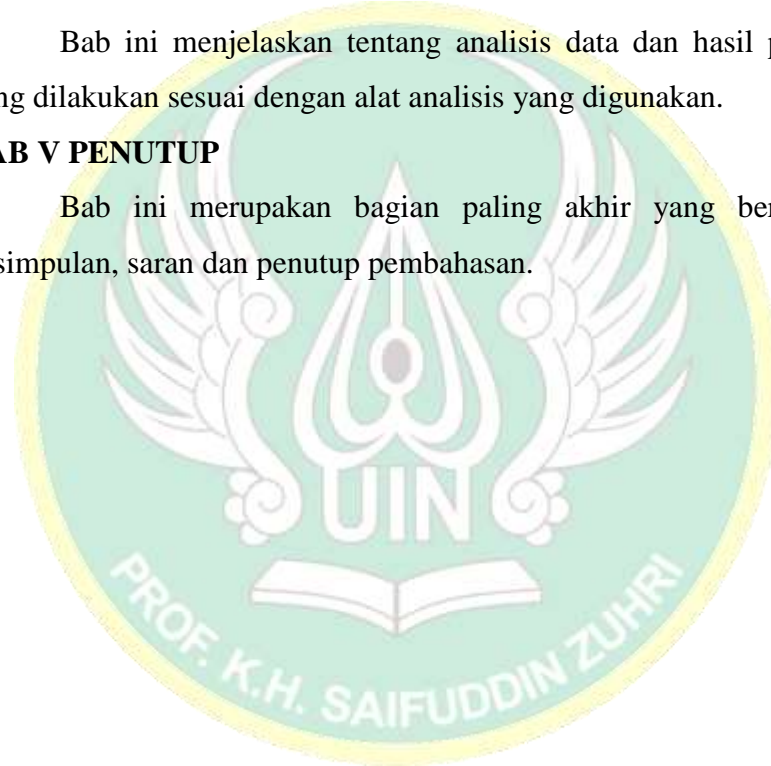 Bab ini menjelaskan tentang analisis data dan hasil p
ng dilakukan sesuai dengan alat analisis yang digunakan.
AB V PENUTUP
Bab ini merupakan bagian paling akhir yang ber
simpulan, saran dan penutup pembahasan.
UIN
PROF. K.H. SAIFUDDIN ZUHRI